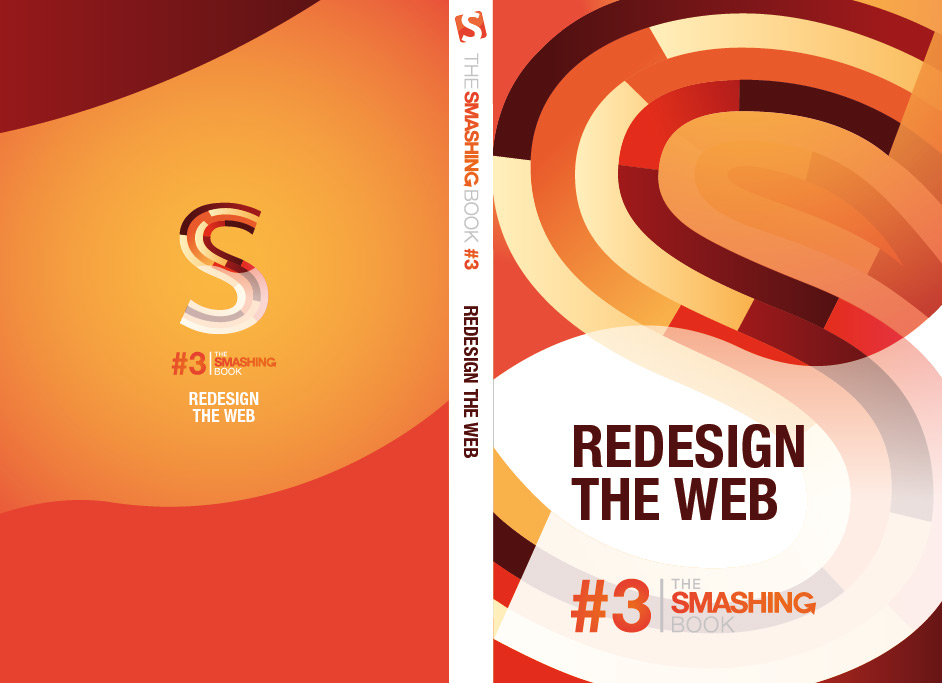 #3 THE
SMASHING
BOOK
REDESIGN
THE WEB
THE SMASHING BOOK #3
REDESIGN THE WEB
REDESIGN
THE WEB
#3 THE
SMASHING
BOOK